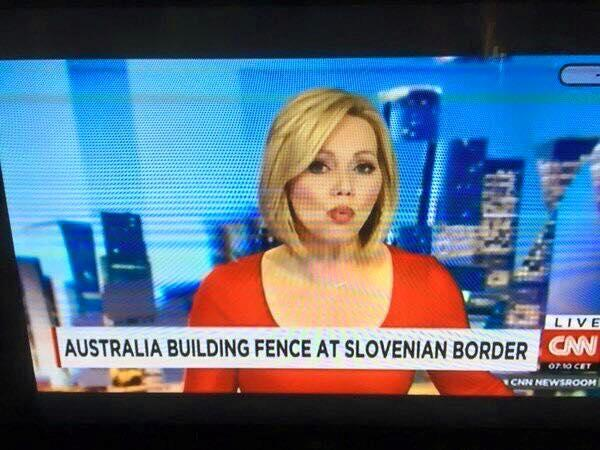 AUSTRALIA BUILDING FENCE AT SLOVENIAN BORDER
LIVE
CNN
07:10 CET
CNN NEWSROOM